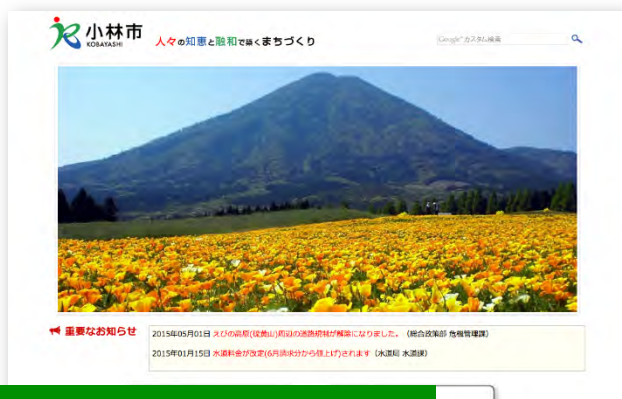 小林市
KOBAYASHI
人々の知恵と融和で築くまちづくり
Google™ カスタム検索
重要なお知らせ
2015年05月01日 えびの高原(硫黄山)周辺の道路規制が解除になりました。 (総合政策部 危機管理課)
2015年01月15日 水道料金が改定(6月請求分から値上げ)されます (水道局 水道課)